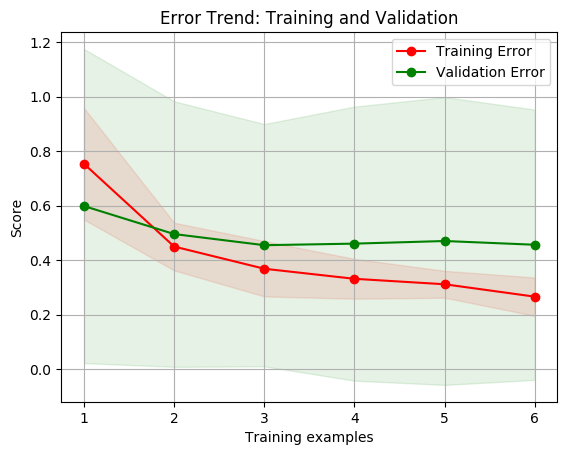 Error Trend: Training and Validation
Training Error
Validation Error
1.2
1.0
0.8
0.6
0.4
0.2
0.0
Score
1 2 3 4 5 6
Training examples